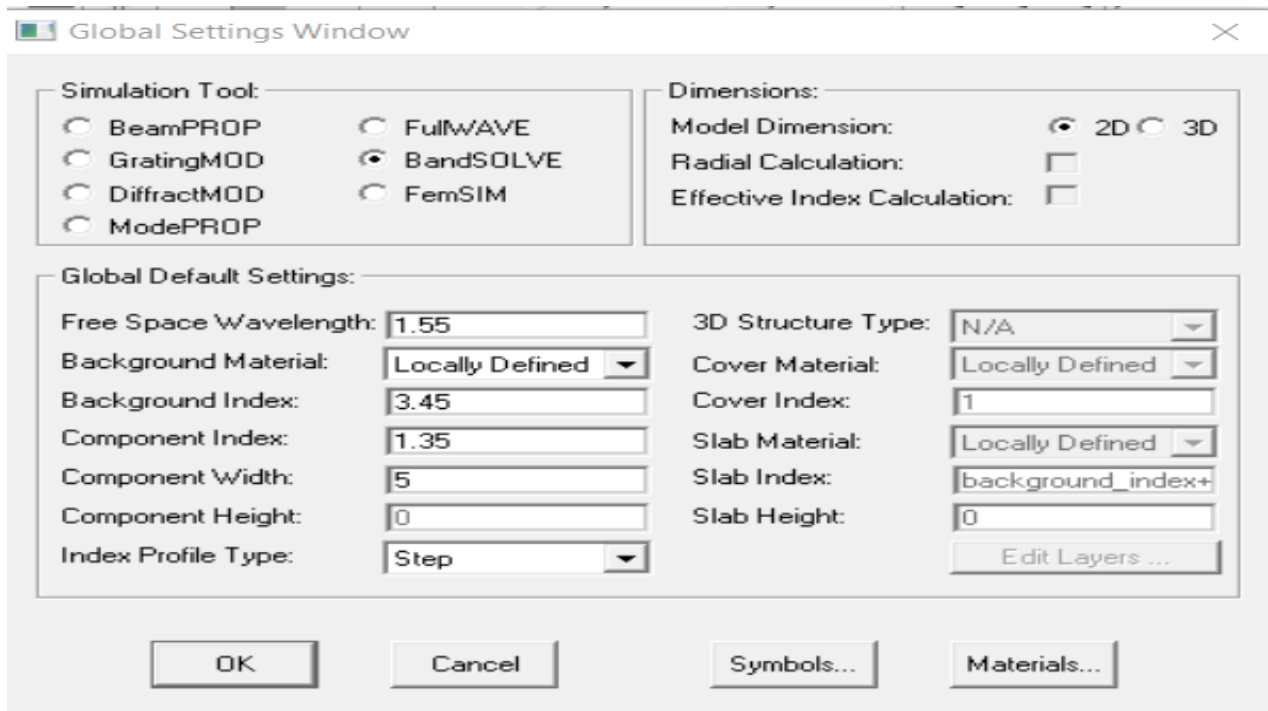 Global Settings Window
Simulation Tool:
BeamPROP
FullWAVE
GratingMOD
BandSOLVE
DiffractMOD
FemSIM
ModePROP
Dimensions:
Model Dimension: 2D 3D
Radial Calculation:
Effective Index Calculation:
Global Default Settings:
Free Space Wavelength: 1.55
Background Material: Locally Defined
Background Index: 3.45
Component Index: 1.35
Component Width: 5
Component Height: 0
Index Profile Type: Step
3D Structure Type: N/A
Cover Material: Locally Defined
Cover Index: 1
Slab Material: Locally Defined
Slab Index: background_index+
Slab Height: 0
Edit Layers ...
OK
Cancel
Symbols...
Materials...